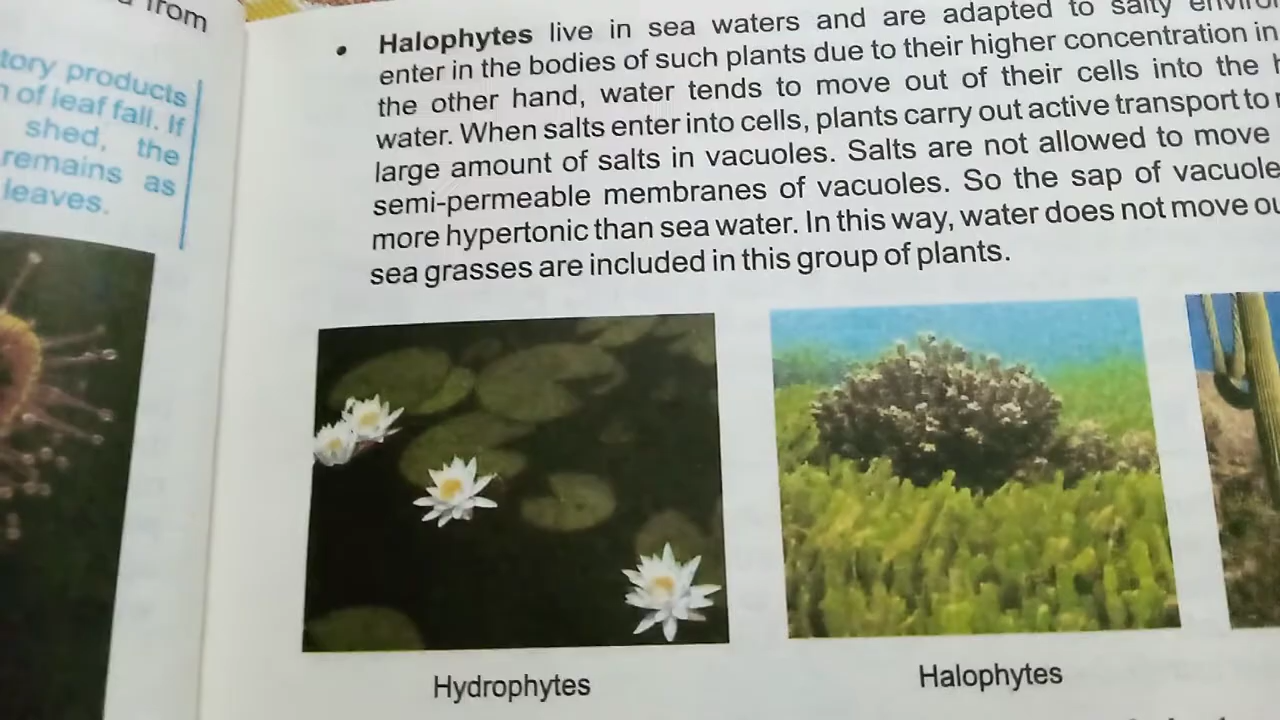 from
tory products
of leaf fall. If
shed, the
remains as
leaves.
• Halophytes live in sea waters and are adapted to salty
enter in the bodies of such plants due to their higher concentration in
the other hand, water tends to move out of their cells into the
water. When salts enter into cells, plants carry out active transport to
large amount of salts in vacuoles. Salts are not allowed to move
semi-permeable membranes of vacuoles. So the sap of vacuole
more hypertonic than sea water. In this way, water does not move
sea grasses are included in this group of plants.
Hydrophytes
Halophytes